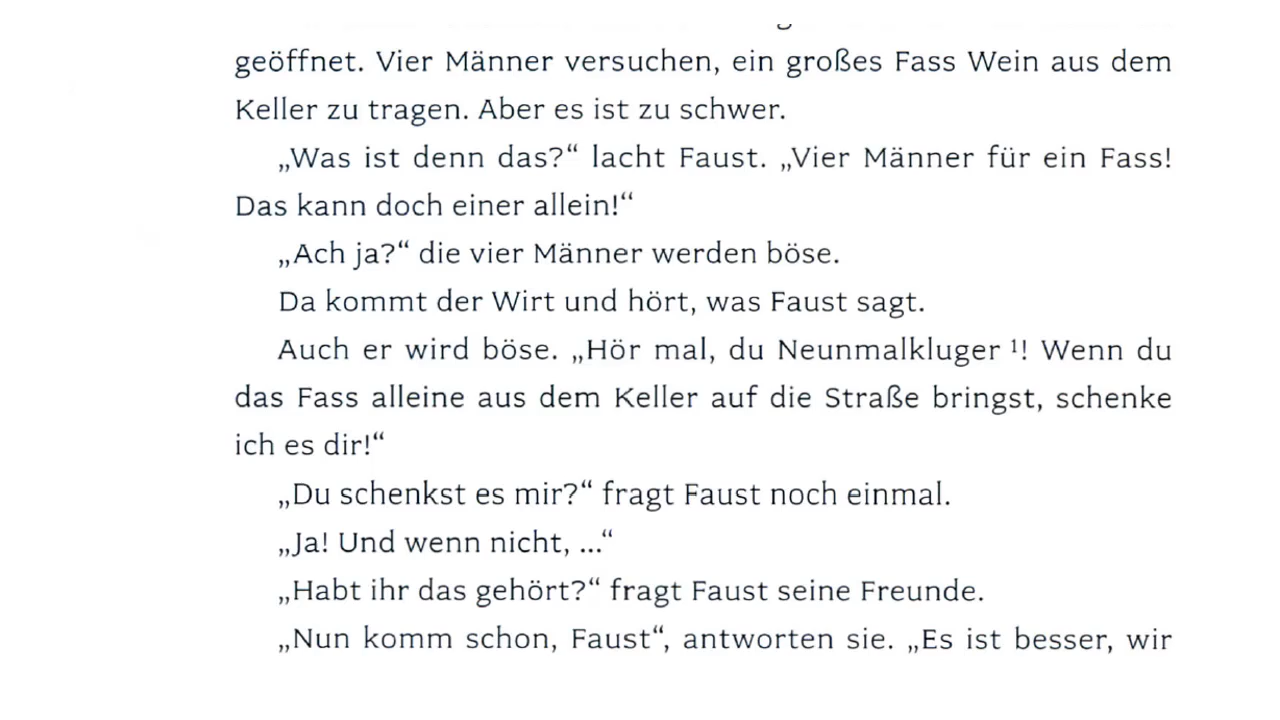 geöffnet. Vier Männer versuchen, ein großes Fass Wein aus dem
Keller zu tragen. Aber es ist zu schwer.
„Was ist denn das?“ lacht Faust. „Vier Männer für ein Fass!
Das kann doch einer allein!“
„Ach ja?“ die vier Männer werden böse.
Da kommt der Wirt und hört, was Faust sagt.
Auch er wird böse. „Hör mal, du Neunmalkluger ¹! Wenn du
das Fass alleine aus dem Keller auf die Straße bringst, schenke
ich es dir!“
„Du schenkst es mir?“ fragt Faust noch einmal.
„Ja! Und wenn nicht, ...“
„Habt ihr das gehört?“ fragt Faust seine Freunde.
„Nun komm schon, Faust“, antworten sie. „Es ist besser, wir